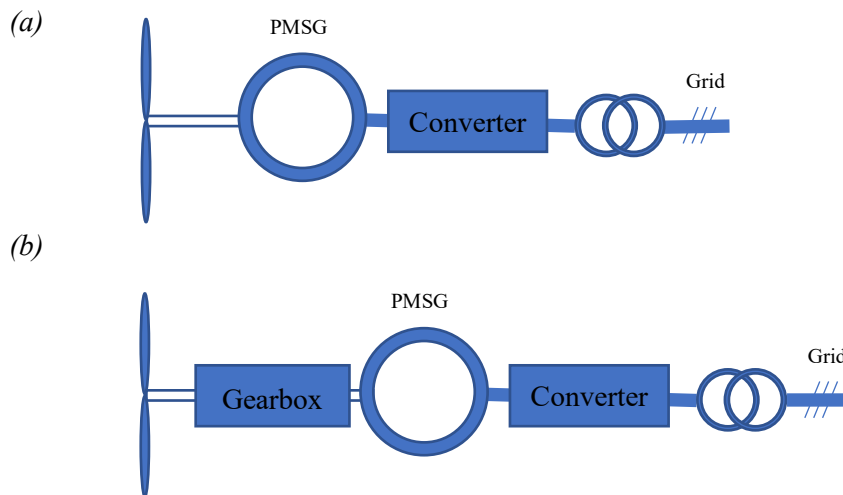 (a)
PMSG
Grid
Converter
(b)
PMSG
Grid
Gearbox
Converter